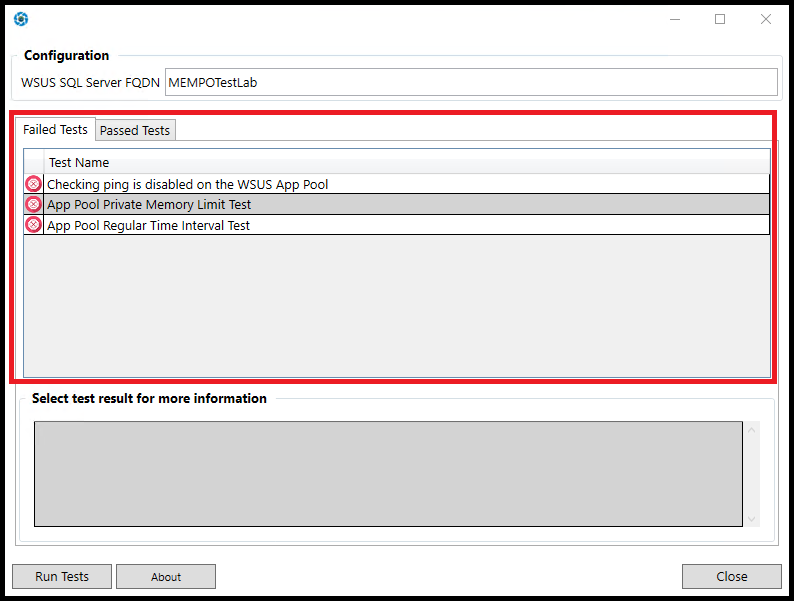 Configuration
WSUS SQL Server FQDN MEMPOTestLab
Failed Tests Passed Tests
Test Name
Checking ping is disabled on the WSUS App Pool
App Pool Private Memory Limit Test
App Pool Regular Time Interval Test
Select test result for more information
Run Tests About Close